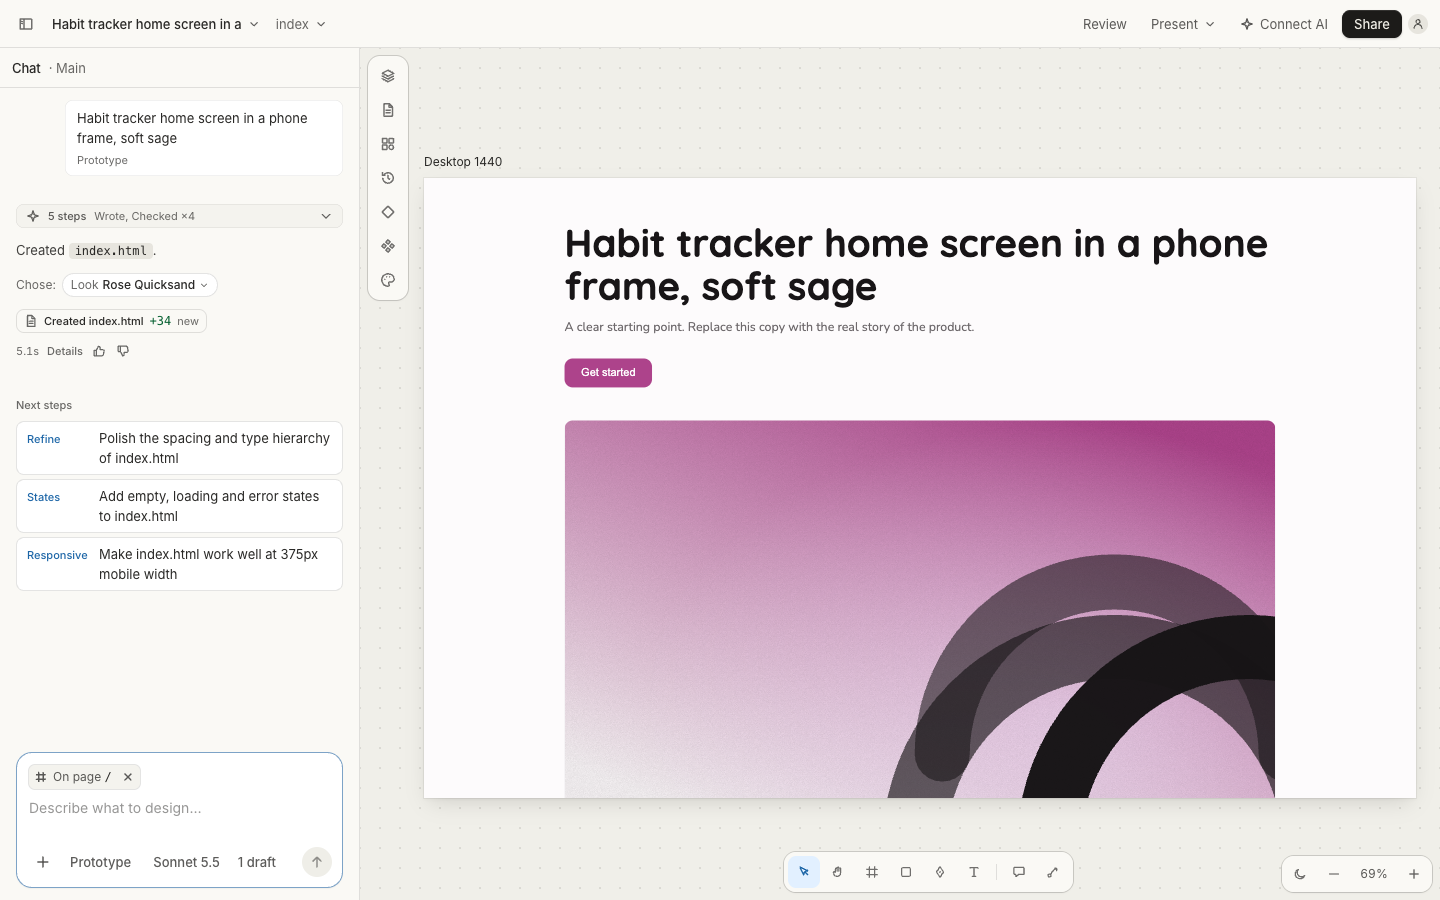 Habit tracker home screen in a
index
Review
Present
Connect AI
Share
Chat · Main
Habit tracker home screen in a phone
frame, soft sage
Prototype
5 steps Wrote, Checked ×4
Created index.html.
Chose: Look Rose Quicksand
Created index.html +34 new
5.1s Details
Next steps
Refine Polish the spacing and type hierarchy
of index.html
States Add empty, loading and error states
to index.html
Responsive Make index.html work well at 375px
mobile width
On page /
Describe what to design...
Prototype Sonnet 5.5 1 draft
Desktop 1440
Habit tracker home screen in a phone
frame, soft sage
A clear starting point. Replace this copy with the real story of the product.
Get started
69%